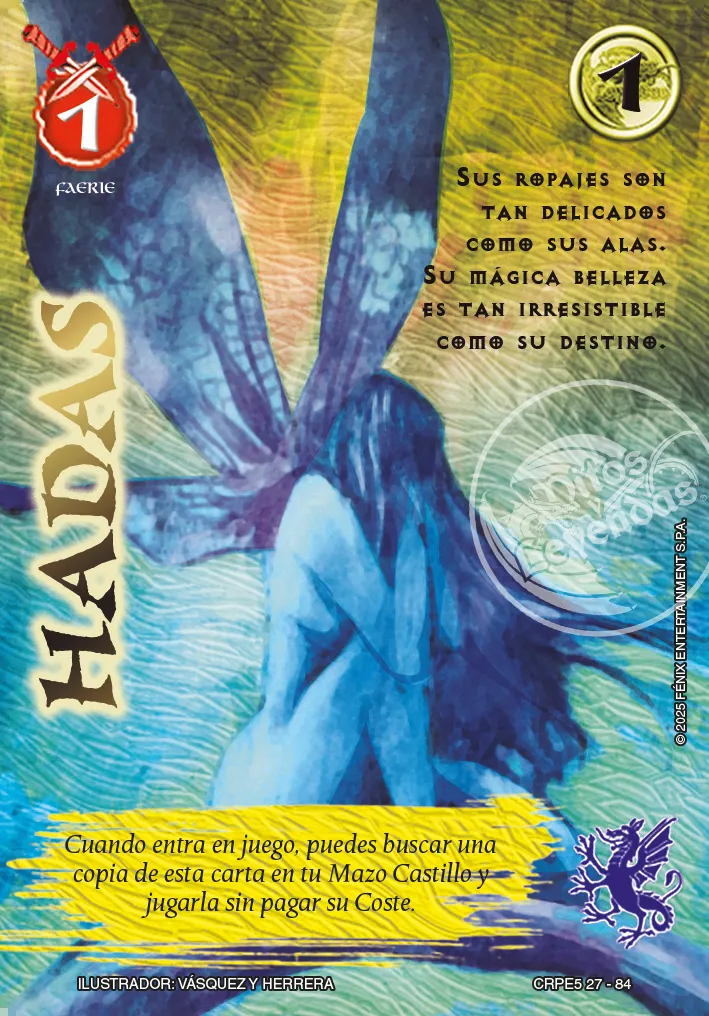 1
1
FAERIE
SUS ROPAJES SON
TAN DELICADOS
COMO SUS ALAS.
SU MÁGICA BELLEZA
ES TAN IRRESISTIBLE
COMO SU DESTINO.
HADAS
Mitos
y
Leyendas
© 2025 FÉNIX ENTERTAINMENT S.P.A.
Cuando entra en juego, puedes buscar una
copia de esta carta en tu Mazo Castillo y
jugarla sin pagar su Coste.
ILUSTRADOR: VÁSQUEZ Y HERRERA
CRPE5 27 - 84